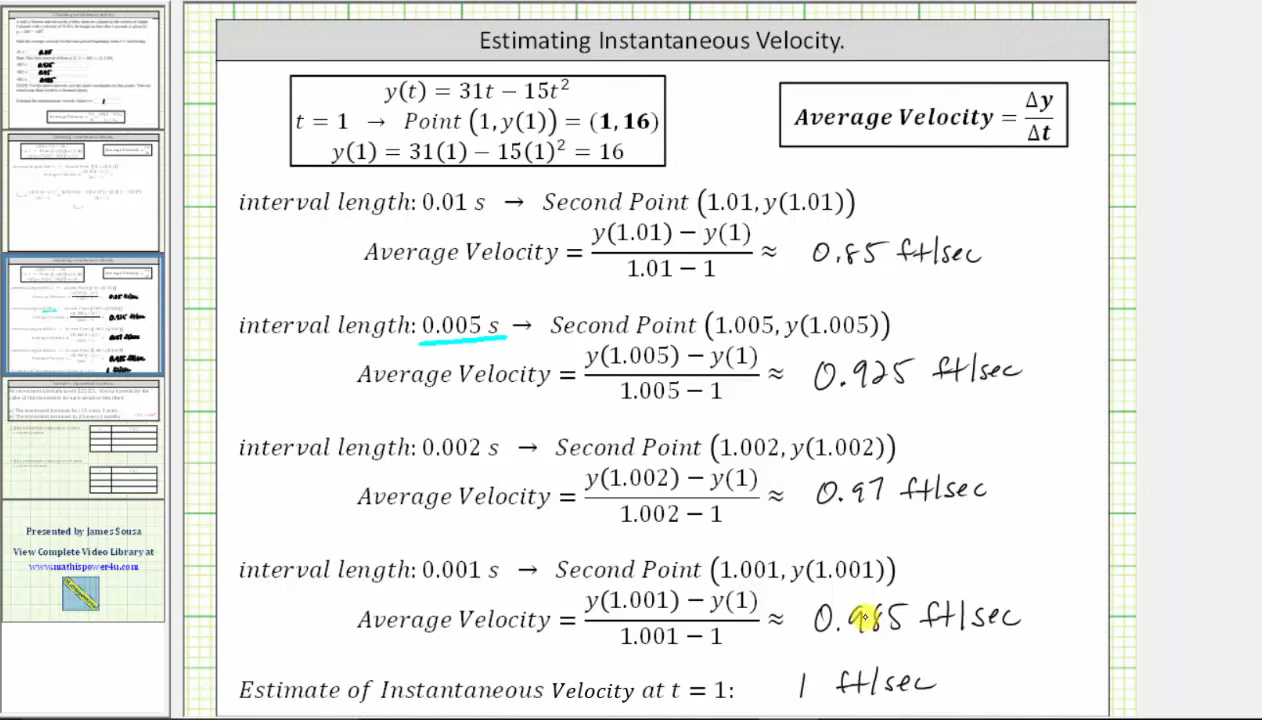 Estimating Instantaneous Velocity.
y(t) = 31t − 15t²
t = 1 → Point (1, y(1)) = (1, 16)
y(1) = 31(1) − 15(1)² = 16
Average Velocity = Δy/Δt
interval length: 0.01 s → Second Point (1.01, y(1.01))
Average Velocity = (y(1.01) − y(1))/(1.01 − 1) ≈ 0.85 ft/sec
interval length: 0.005 s → Second Point (1.005, y(1.005))
Average Velocity = (y(1.005) − y(1))/(1.005 − 1) ≈ 0.925 ft/sec
interval length: 0.002 s → Second Point (1.002, y(1.002))
Average Velocity = (y(1.002) − y(1))/(1.002 − 1) ≈ 0.97 ft/sec
interval length: 0.001 s → Second Point (1.001, y(1.001))
Average Velocity = (y(1.001) − y(1))/(1.001 − 1) ≈ 0.985 ft/sec
Estimate of Instantaneous Velocity at t = 1: 1 ft/sec
Presented by James Sousa
View Complete Video Library at
www.mathispower4u.com